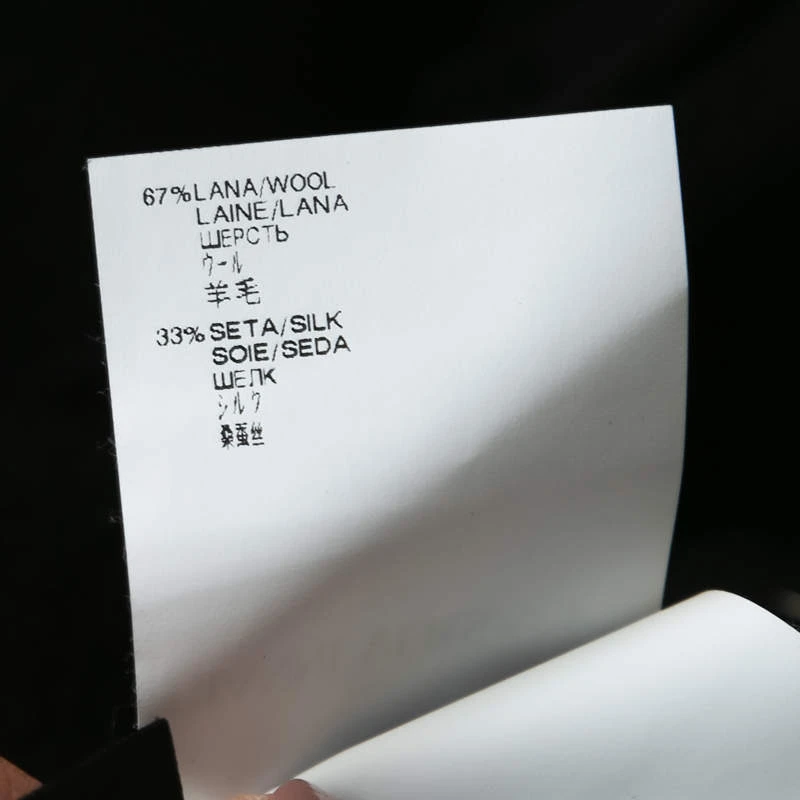 67%LANA/WOOL
LAINE/LANA
ШЕРСТЬ
ウール
羊毛
33%SETA/SILK
SOIE/SEDA
ШЕЛК
シルク
桑蚕丝